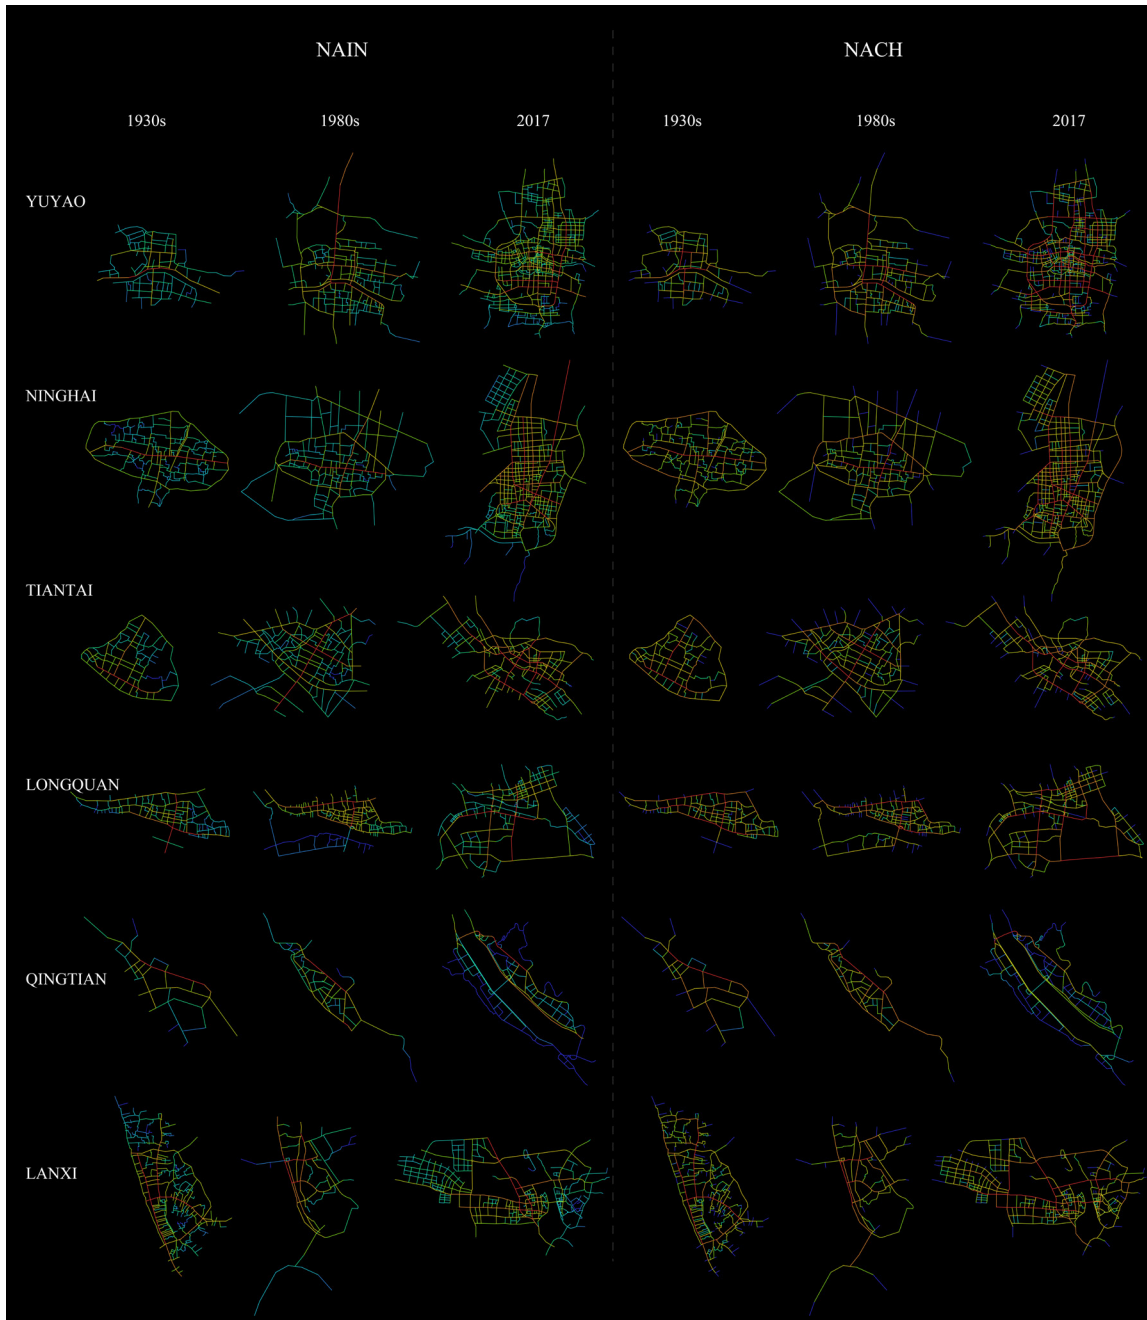 NAIN NACH
1930s 1980s 2017 1930s 1980s 2017
YUYAO
NINGHAI
TIANTAI
LONGQUAN
QINGTIAN
LANXI